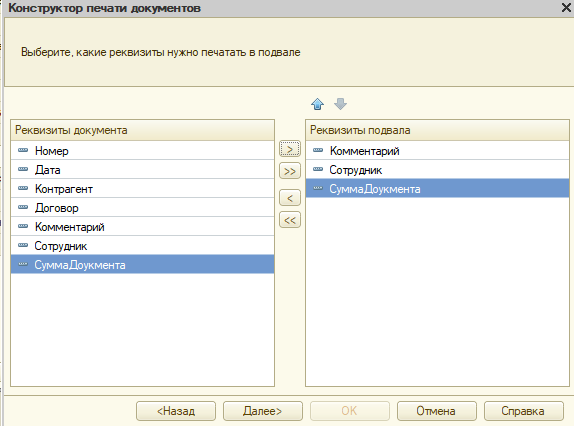 Конструктор печати документов
Выберите, какие реквизиты нужно печатать в подвале
Реквизиты документа
Номер
Дата
Контрагент
Договор
Комментарий
Сотрудник
СуммаДоукмента
>
>>
<
<<
Реквизиты подвала
Комментарий
Сотрудник
СуммаДоукмента
<Назад
Далее>
ОК
Отмена
Справка